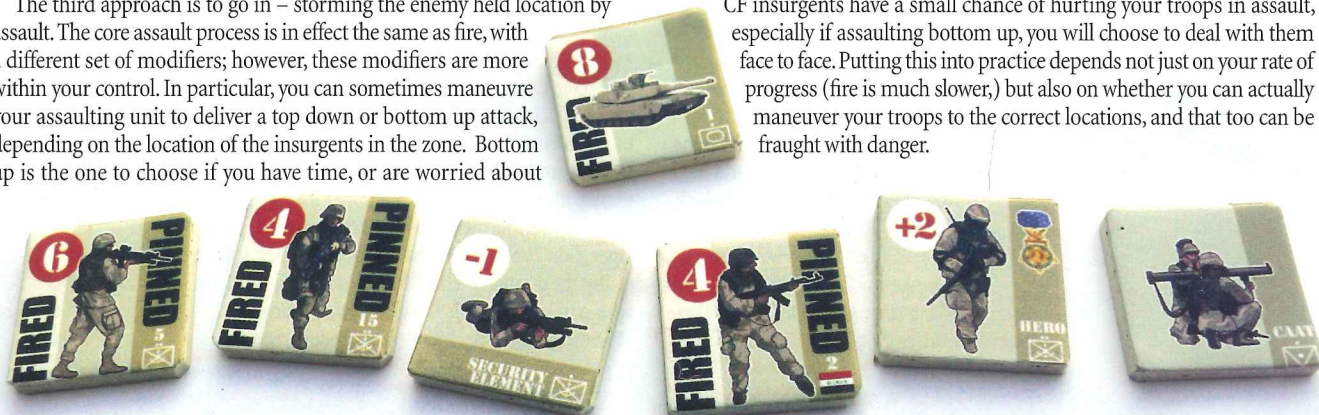 The third approach is to go in – storming the enemy held location by
assault. The core assault process is in effect the same as fire, with
different set of modifiers; however, these modifiers are more
within your control. In particular, you can sometimes maneuvre
your assaulting unit to deliver a top down or bottom up attack,
depending on the location of the insurgents in the zone. Bottom
up is the one to choose if you have time, or are worried about
CF insurgents have a small chance of hurting your troops in assault,
especially if assaulting bottom up, you will choose to deal with them
face to face. Putting this into practice depends not just on your rate of
progress (fire is much slower,) but also on whether you can actually
maneuver your troops to the correct locations, and that too can be
fraught with danger.
8
FIRED
1
6
FIRED
PINNED
5
4
FIRED
PINNED
15
-1
SECURITY
ELEMENT
4
FIRED
PINNED
2
+2
HERO
CAAT